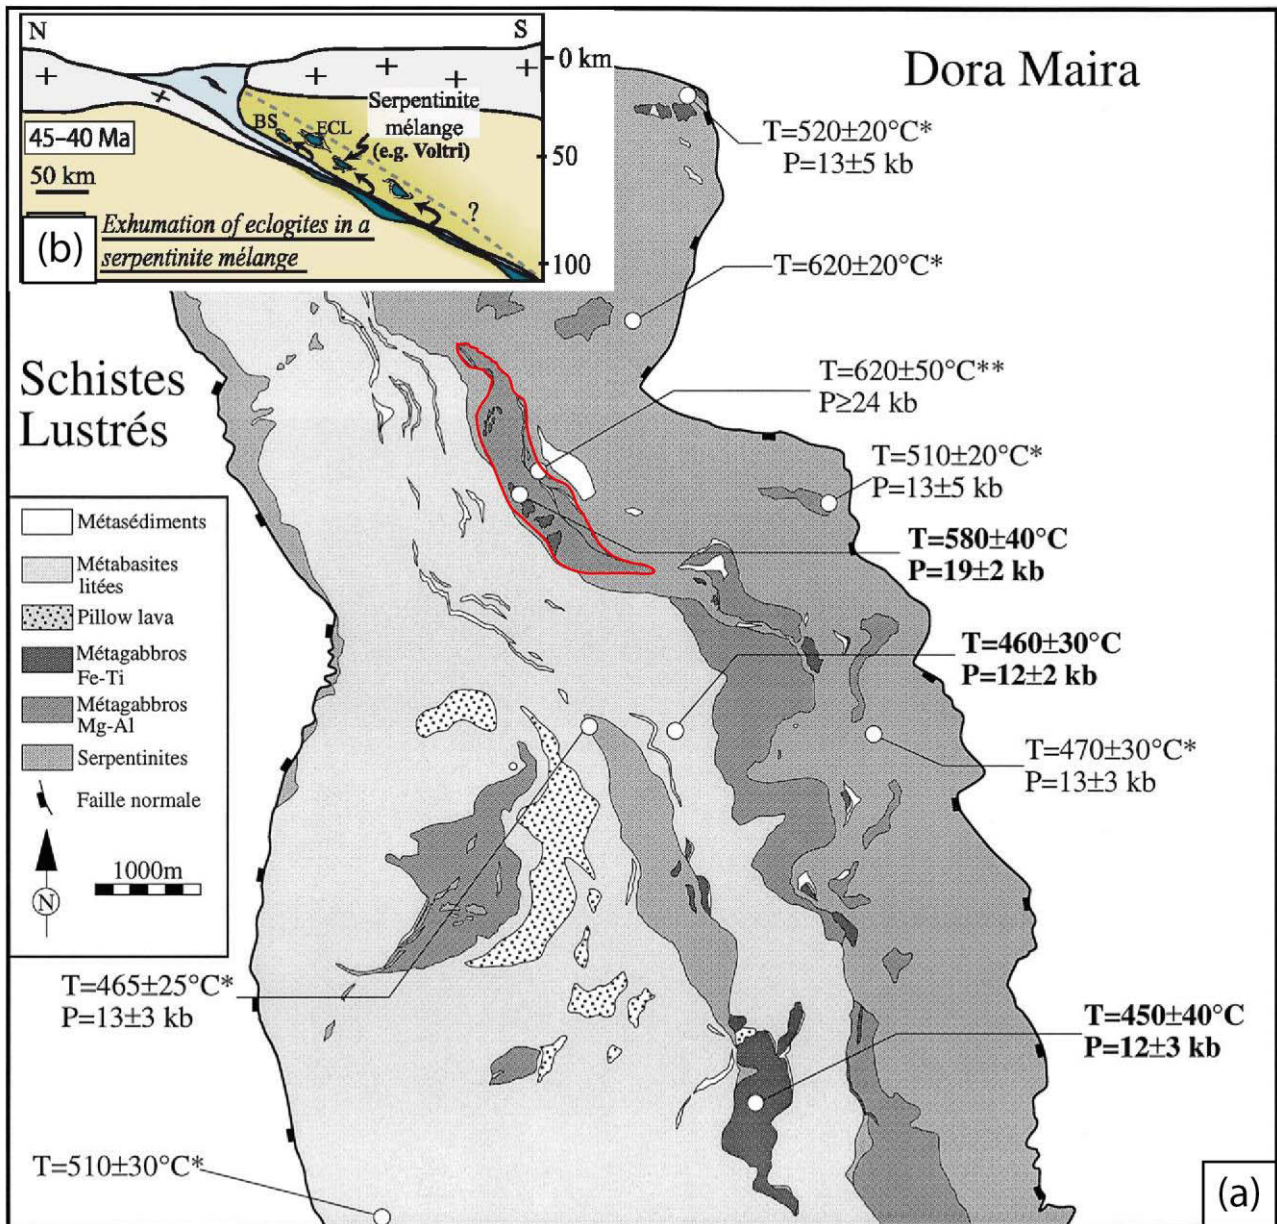 N
S
0 km
Serpentinite
mélange
(e.g. Voltri)
BS
ECL
45–40 Ma
50
50 km
?
(b)
Exhumation of eclogites in a
serpentinite mélange
100
Dora Maira
T=520±20°C*
P=13±5 kb
T=620±20°C*
Schistes
Lustrés
T=620±50°C**
P≥24 kb
T=510±20°C*
P=13±5 kb
T=580±40°C
P=19±2 kb
T=460±30°C
P=12±2 kb
T=470±30°C*
P=13±3 kb
Métasédiments
Métabasites
litées
Pillow lava
Métagabbros
Fe-Ti
Métagabbros
Mg-Al
Serpentinites
Faille normale
1000m
N
T=465±25°C*
P=13±3 kb
T=450±40°C
P=12±3 kb
T=510±30°C*
(a)